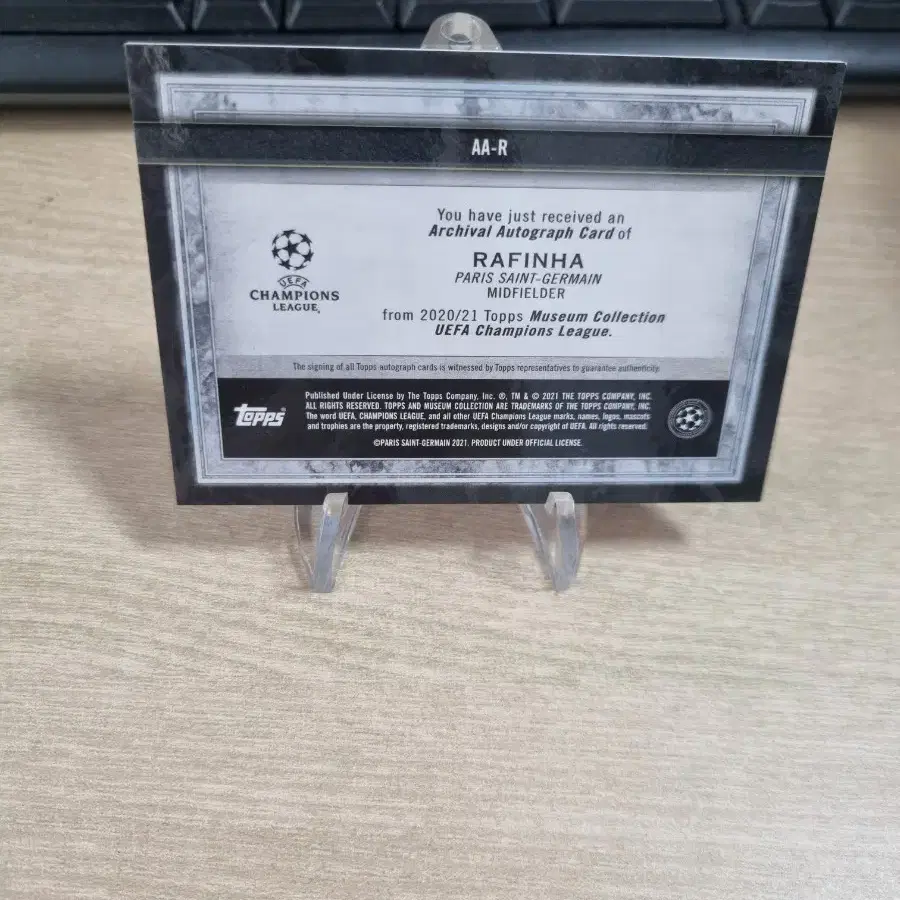 AA-R
You have just received an
Archival Autograph Card of
RAFINHA
PARIS SAINT-GERMAIN
MIDFIELDER
from 2020/21 Topps Museum Collection
UEFA Champions League.
UEFA
CHAMPIONS
LEAGUE
The signing of all Topps autograph cards is witnessed by Topps representatives to guarantee authenticity.
topps
Published Under License by The Topps Company, Inc. ®, TM & © 2021 THE TOPPS COMPANY, INC.
ALL RIGHTS RESERVED. TOPPS AND MUSEUM COLLECTION ARE TRADEMARKS OF THE TOPPS COMPANY, INC.
The word UEFA, CHAMPIONS LEAGUE, and all other UEFA Champions League marks, names, logos, mascots
and trophies are the property, registered trademarks, designs and/or copyright of UEFA. All rights reserved.
©PARIS SAINT-GERMAIN 2021. PRODUCT UNDER OFFICIAL LICENSE.